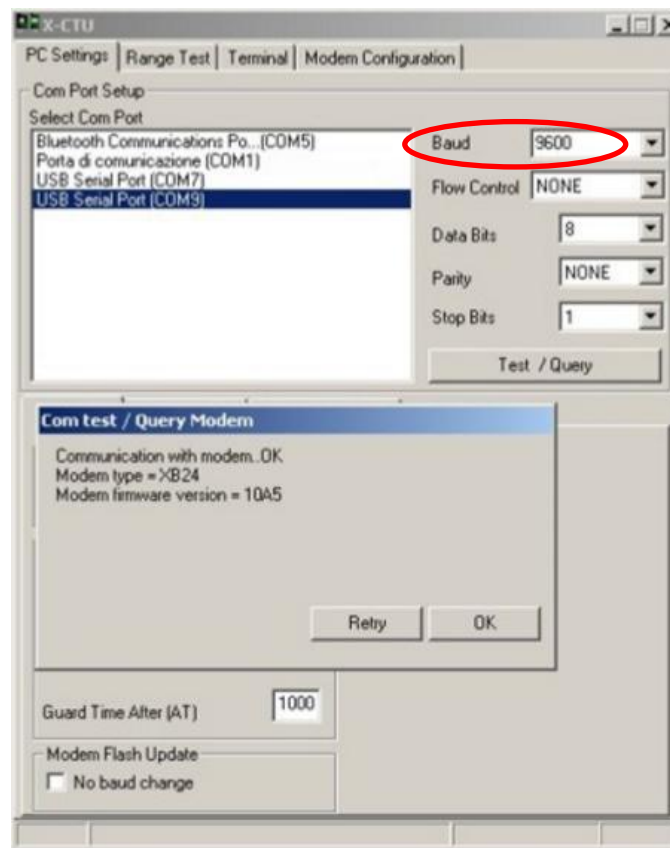 X-CTU
PC Settings Range Test Terminal Modem Configuration
Com Port Setup
Select Com Port
Bluetooth Communications Po...(COM5)
Porta di comunicazione (COM1)
USB Serial Port (COM7)
USB Serial Port (COM9)
Baud 9600
Flow Control NONE
Data Bits 8
Parity NONE
Stop Bits 1
Test / Query
Com test / Query Modem
Communication with modem..OK
Modem type = XB24
Modem firmware version = 10A5
Retry OK
Guard Time After (AT) 1000
Modem Flash Update
No baud change